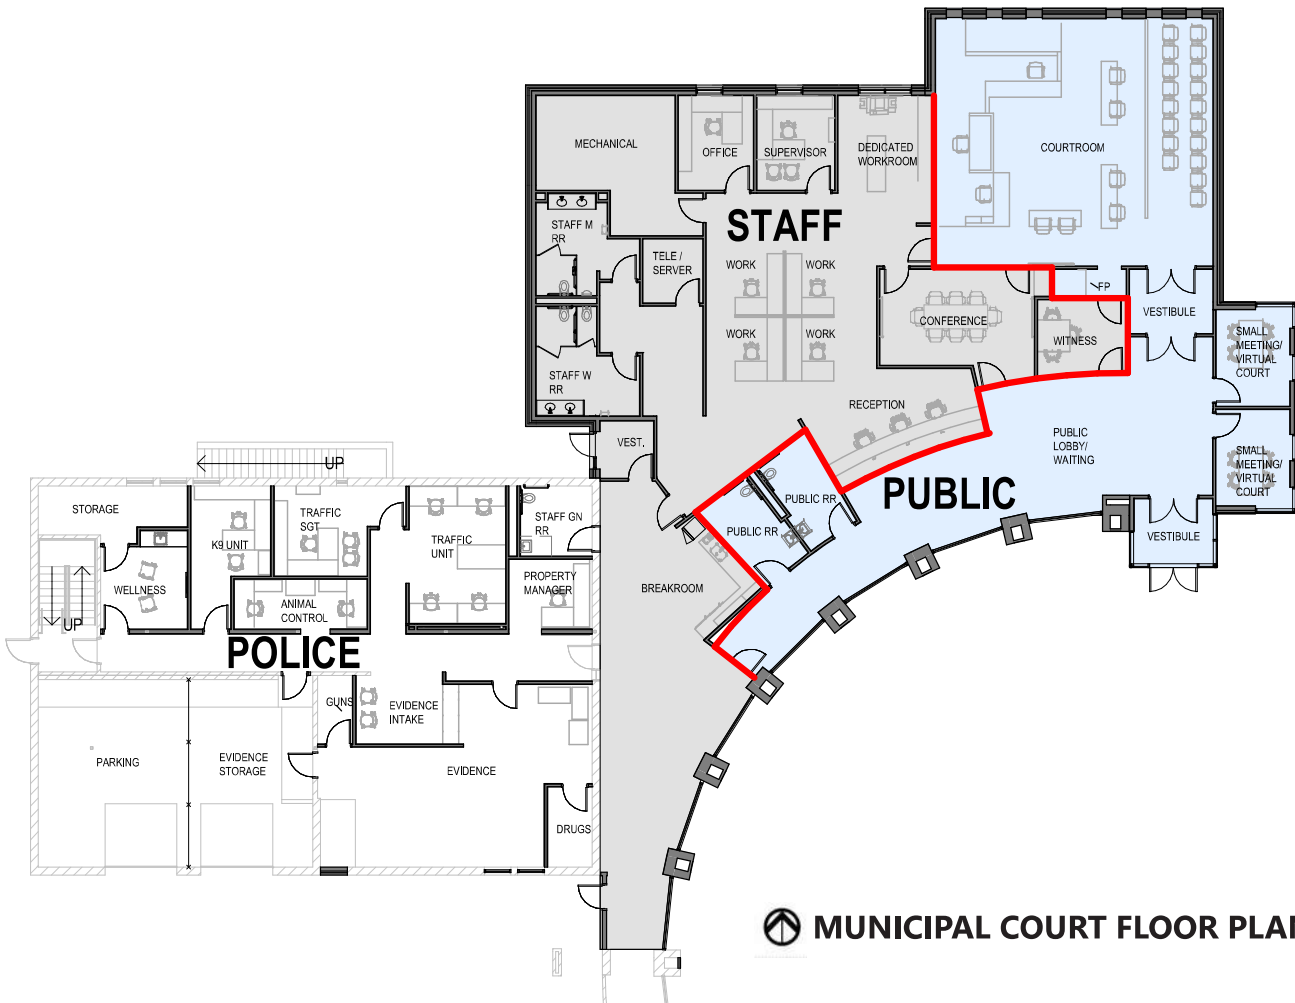 MECHANICAL
OFFICE
SUPERVISOR
DEDICATED
WORKROOM
COURTROOM
STAFF M
RR
STAFF
TELE /
SERVER
WORK
WORK
WORK
WORK
CONFERENCE
FP
WITNESS
VESTIBULE
SMALL
MEETING/
VIRTUAL
COURT
STAFF W
RR
RECEPTION
VEST.
PUBLIC
LOBBY/
WAITING
SMALL
MEETING/
VIRTUAL
COURT
UP
PUBLIC RR
PUBLIC
PUBLIC RR
VESTIBULE
STORAGE
K9 UNIT
TRAFFIC
SGT
TRAFFIC
UNIT
STAFF GN
RR
WELLNESS
ANIMAL
CONTROL
PROPERTY
MANAGER
BREAKROOM
UP
POLICE
GUNS
EVIDENCE
INTAKE
PARKING
EVIDENCE
STORAGE
EVIDENCE
DRUGS
MUNICIPAL COURT FLOOR PLAN